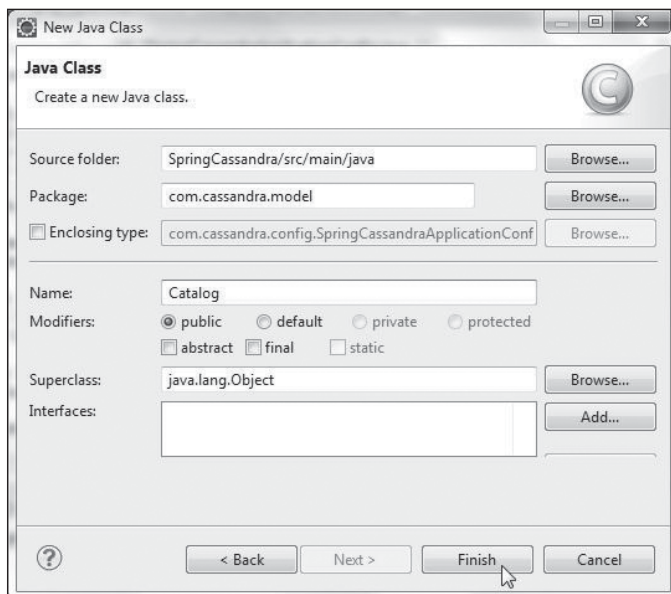 New Java Class
Java Class
Create a new Java class.
Source folder: SpringCassandra/src/main/java Browse...
Package: com.cassandra.model Browse...
Enclosing type: com.cassandra.config.SpringCassandraApplicationConf Browse...
Name: Catalog
Modifiers: public default private protected
abstract final static
Superclass: java.lang.Object Browse...
Interfaces: Add...
? < Back Next > Finish Cancel